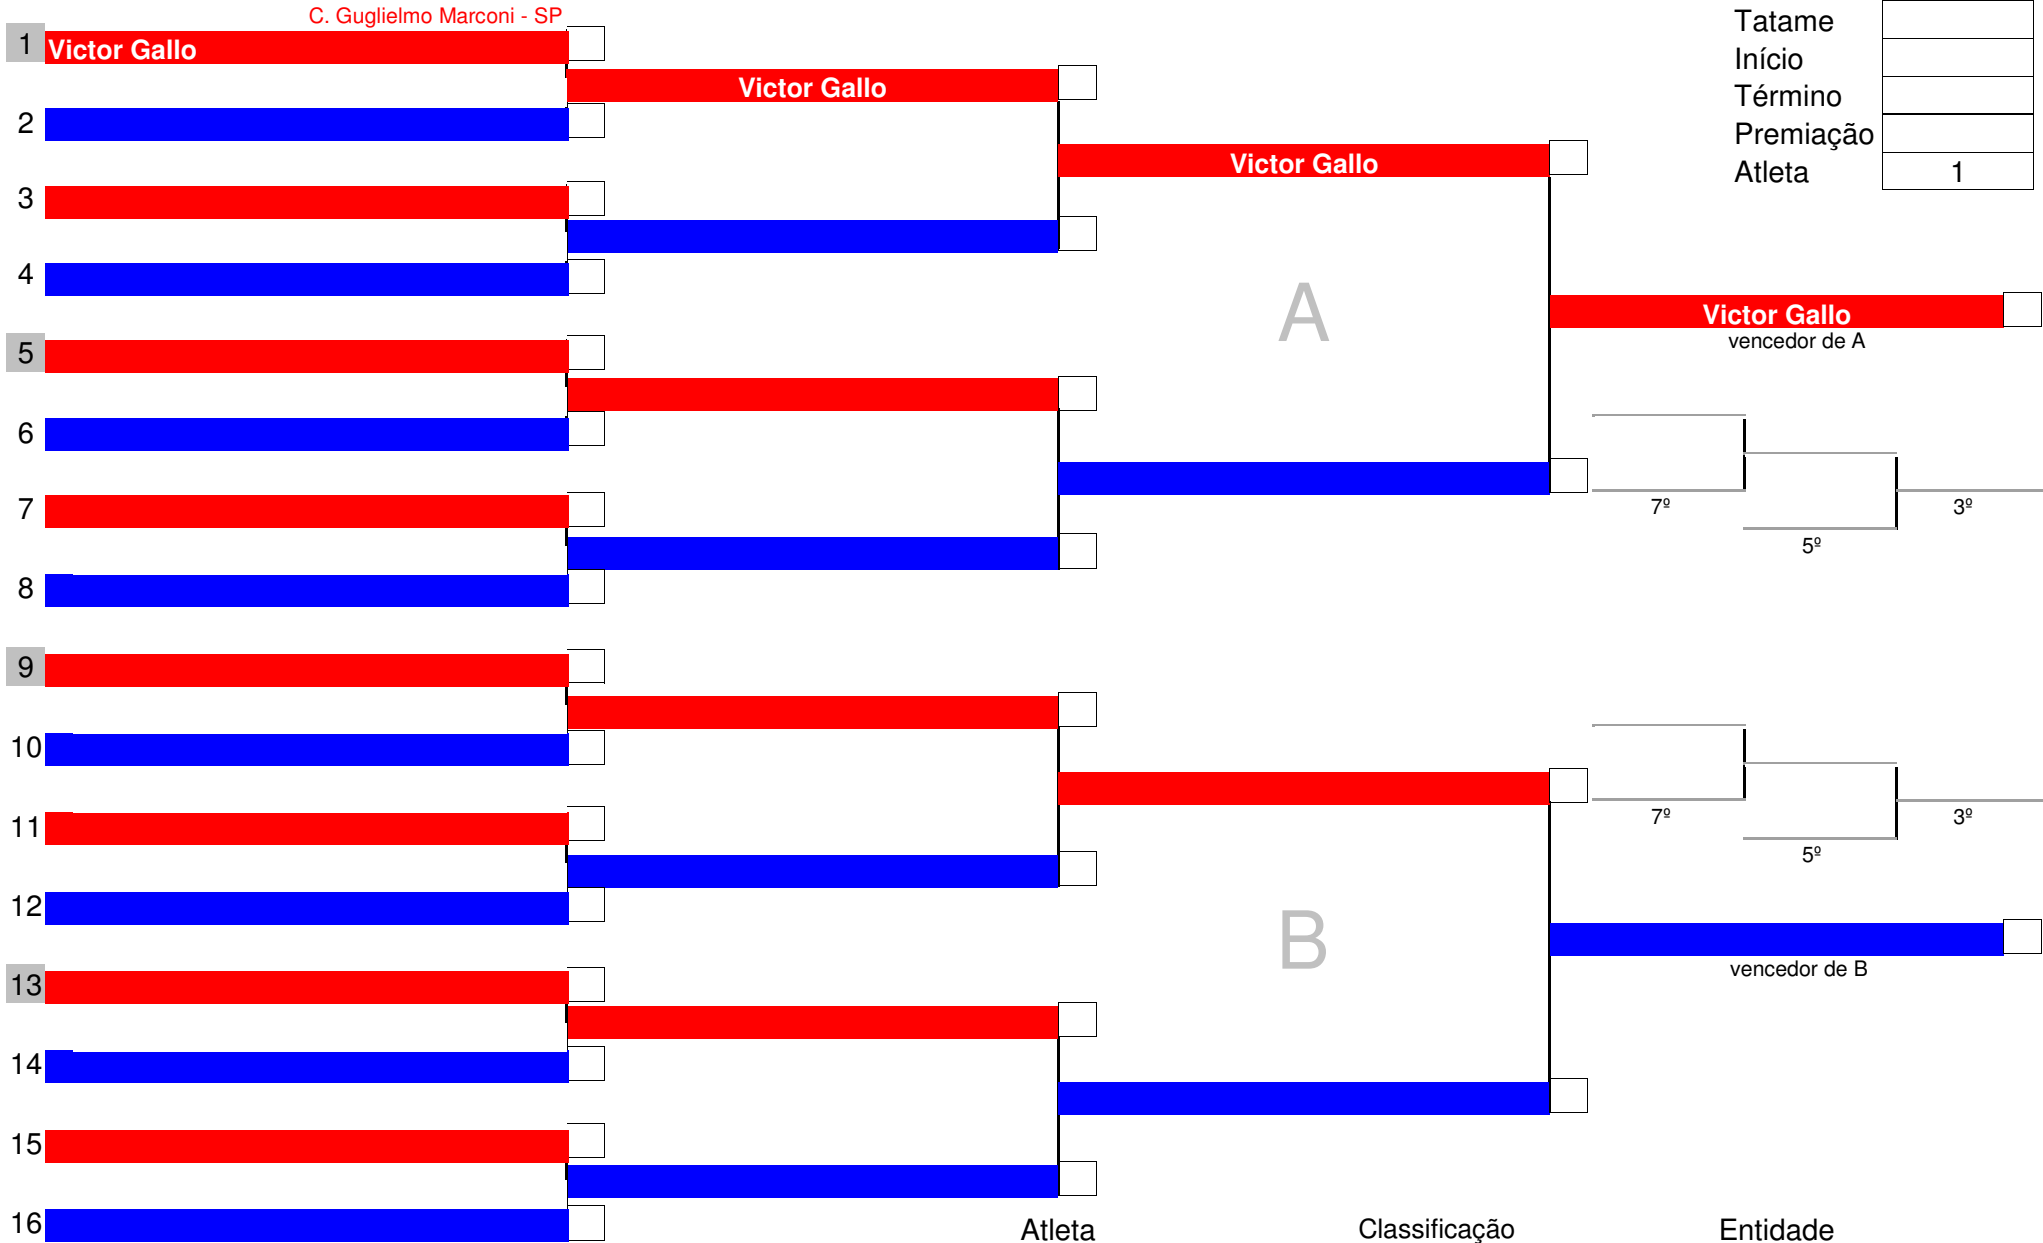 C. Guglielmo Marconi - SP
1 Victor Gallo
Victor Gallo
2
Victor Gallo
3
4
A
Victor Gallo
vencedor de A
5
6
7
7º
3º
5º
8
9
10
7º
3º
11
5º
12
B
vencedor de B
13
14
15
16
Tatame
Início
Término
Premiação
Atleta 1
Atleta Classificação Entidade